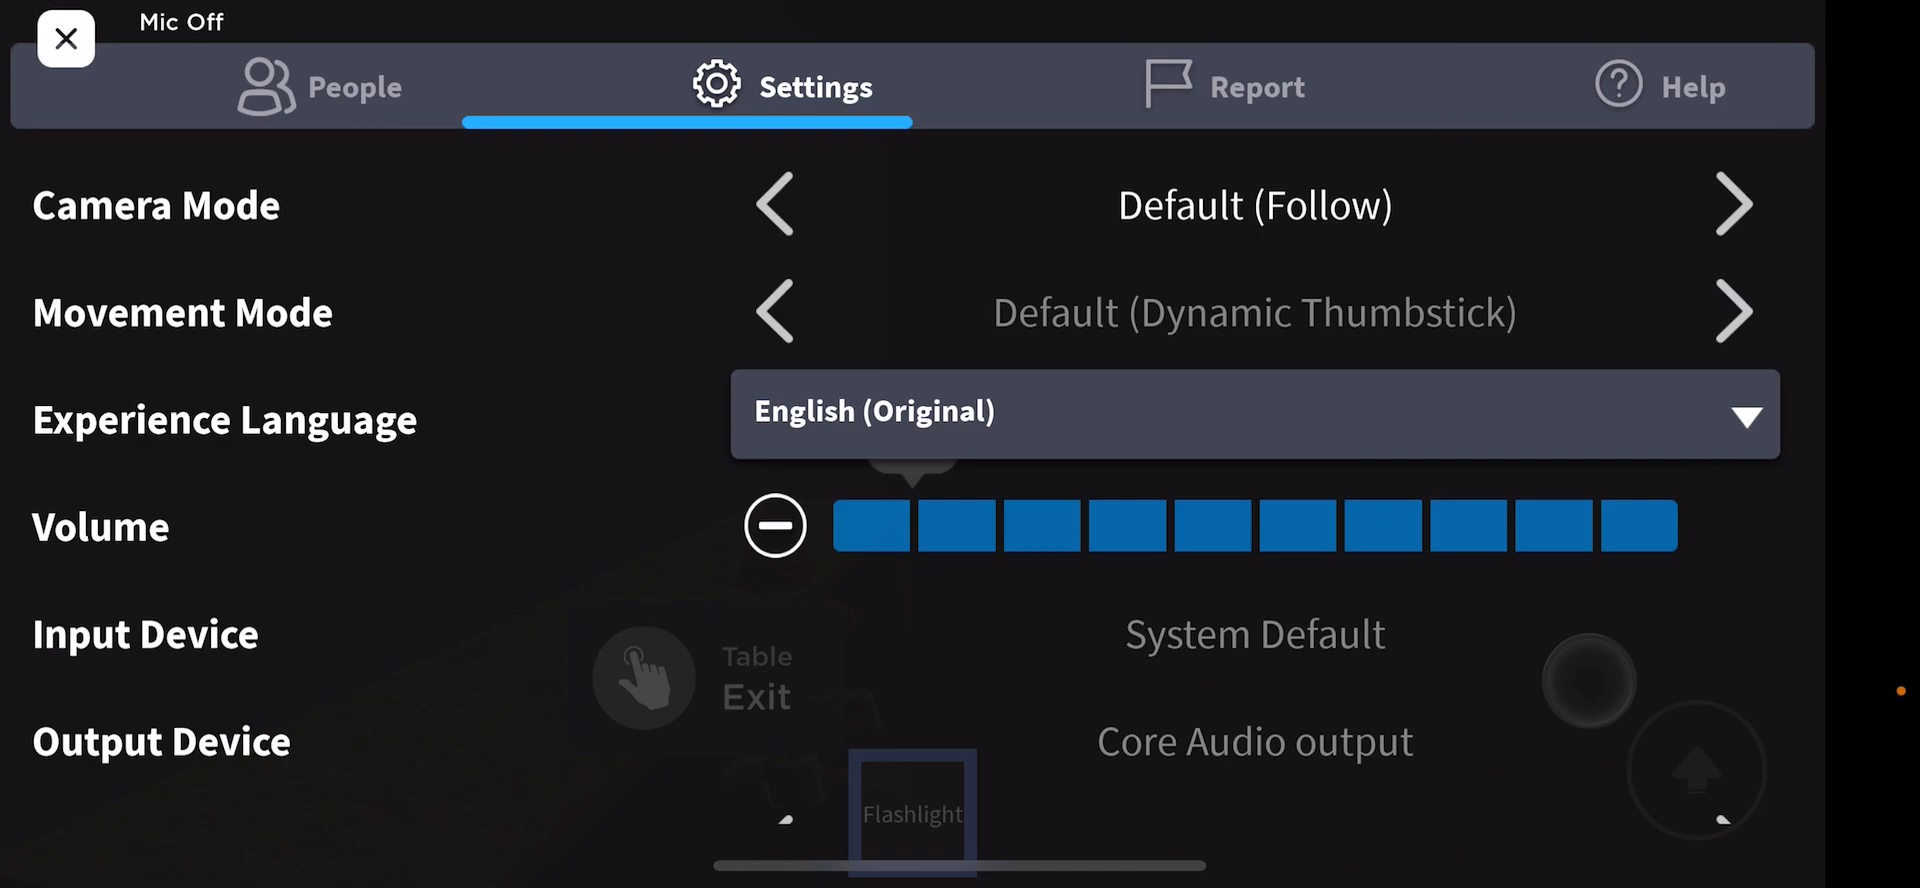 Mic Off
People
Settings
Report
Help
Camera Mode
Default (Follow)
Movement Mode
Default (Dynamic Thumbstick)
Experience Language
English (Original)
Volume
Input Device
System Default
Table
Exit
Output Device
Core Audio output
Flashlight